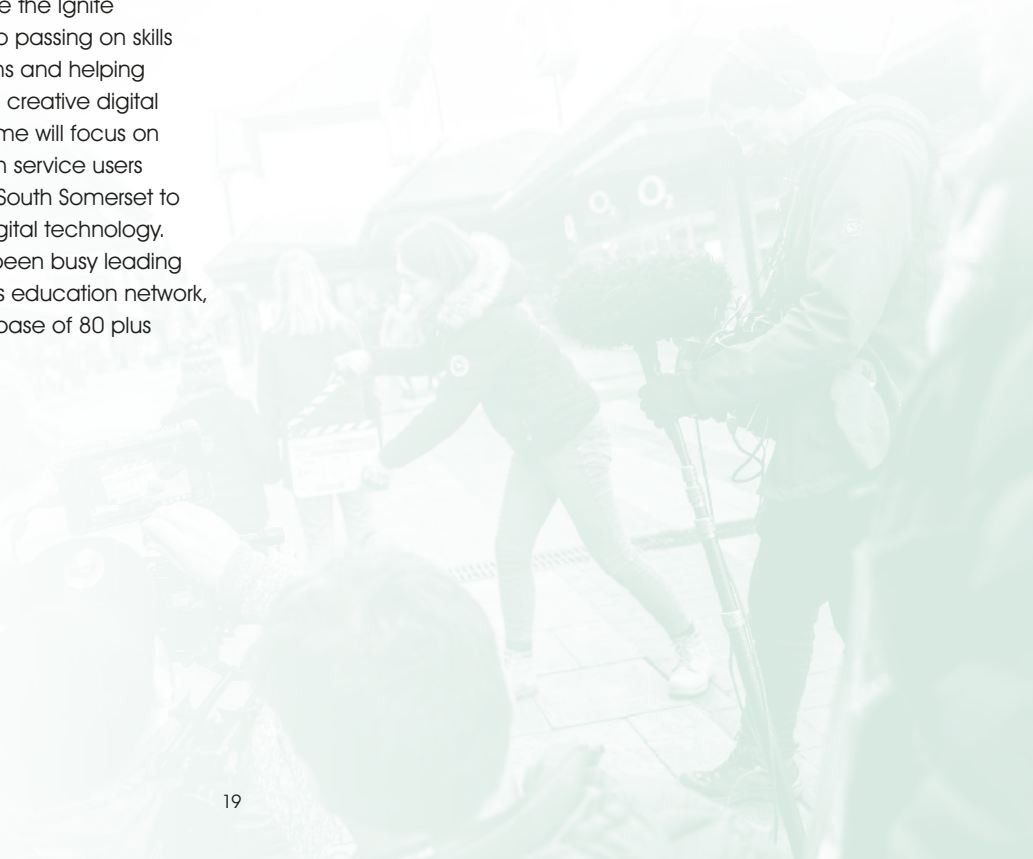 e the Ignite
o passing on skills
ns and helping
creative digital
me will focus on
n service users
South Somerset to
gital technology.
been busy leading
s education network,
base of 80 plus
O2
19